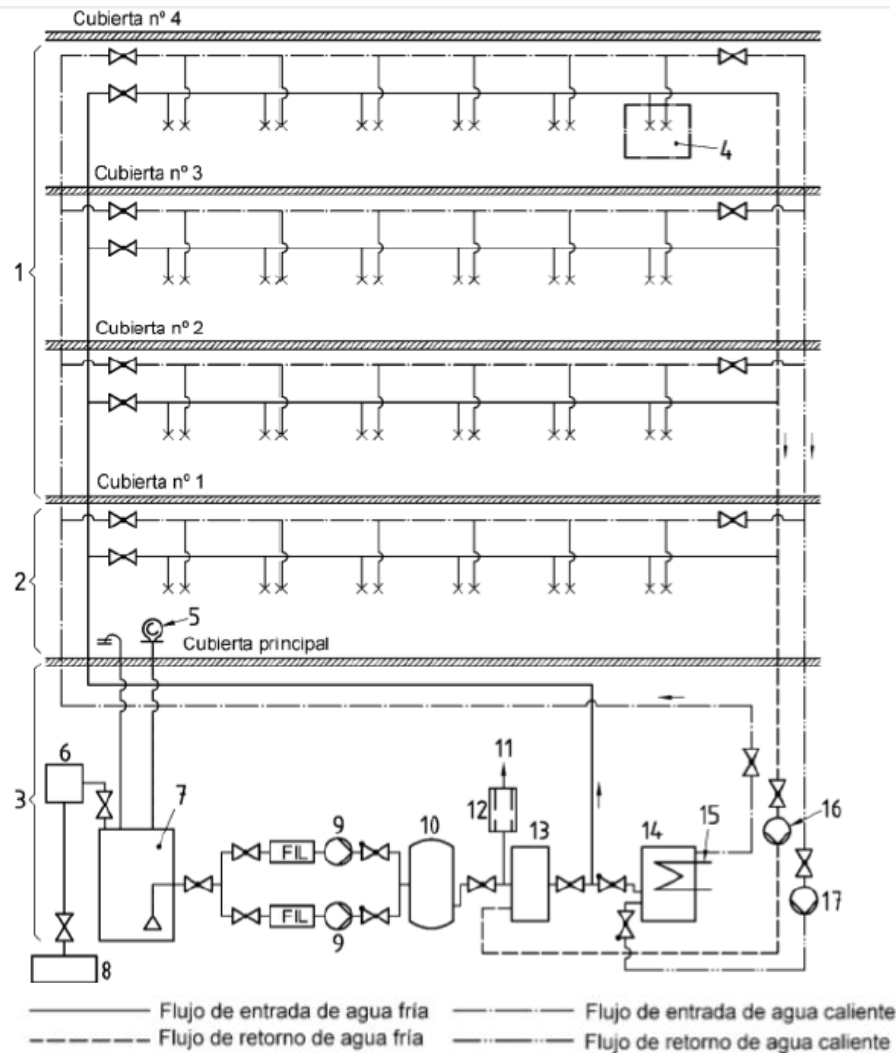 Cubierta nº 4
4
Cubierta nº 3
1
Cubierta nº 2
Cubierta nº 1
2
5
Cubierta principal
3
6
7
8
FIL
9
FIL
9
10
11
12
13
14
15
16
17
Flujo de entrada de agua fría
Flujo de entrada de agua caliente
Flujo de retorno de agua fría
Flujo de retorno de agua caliente